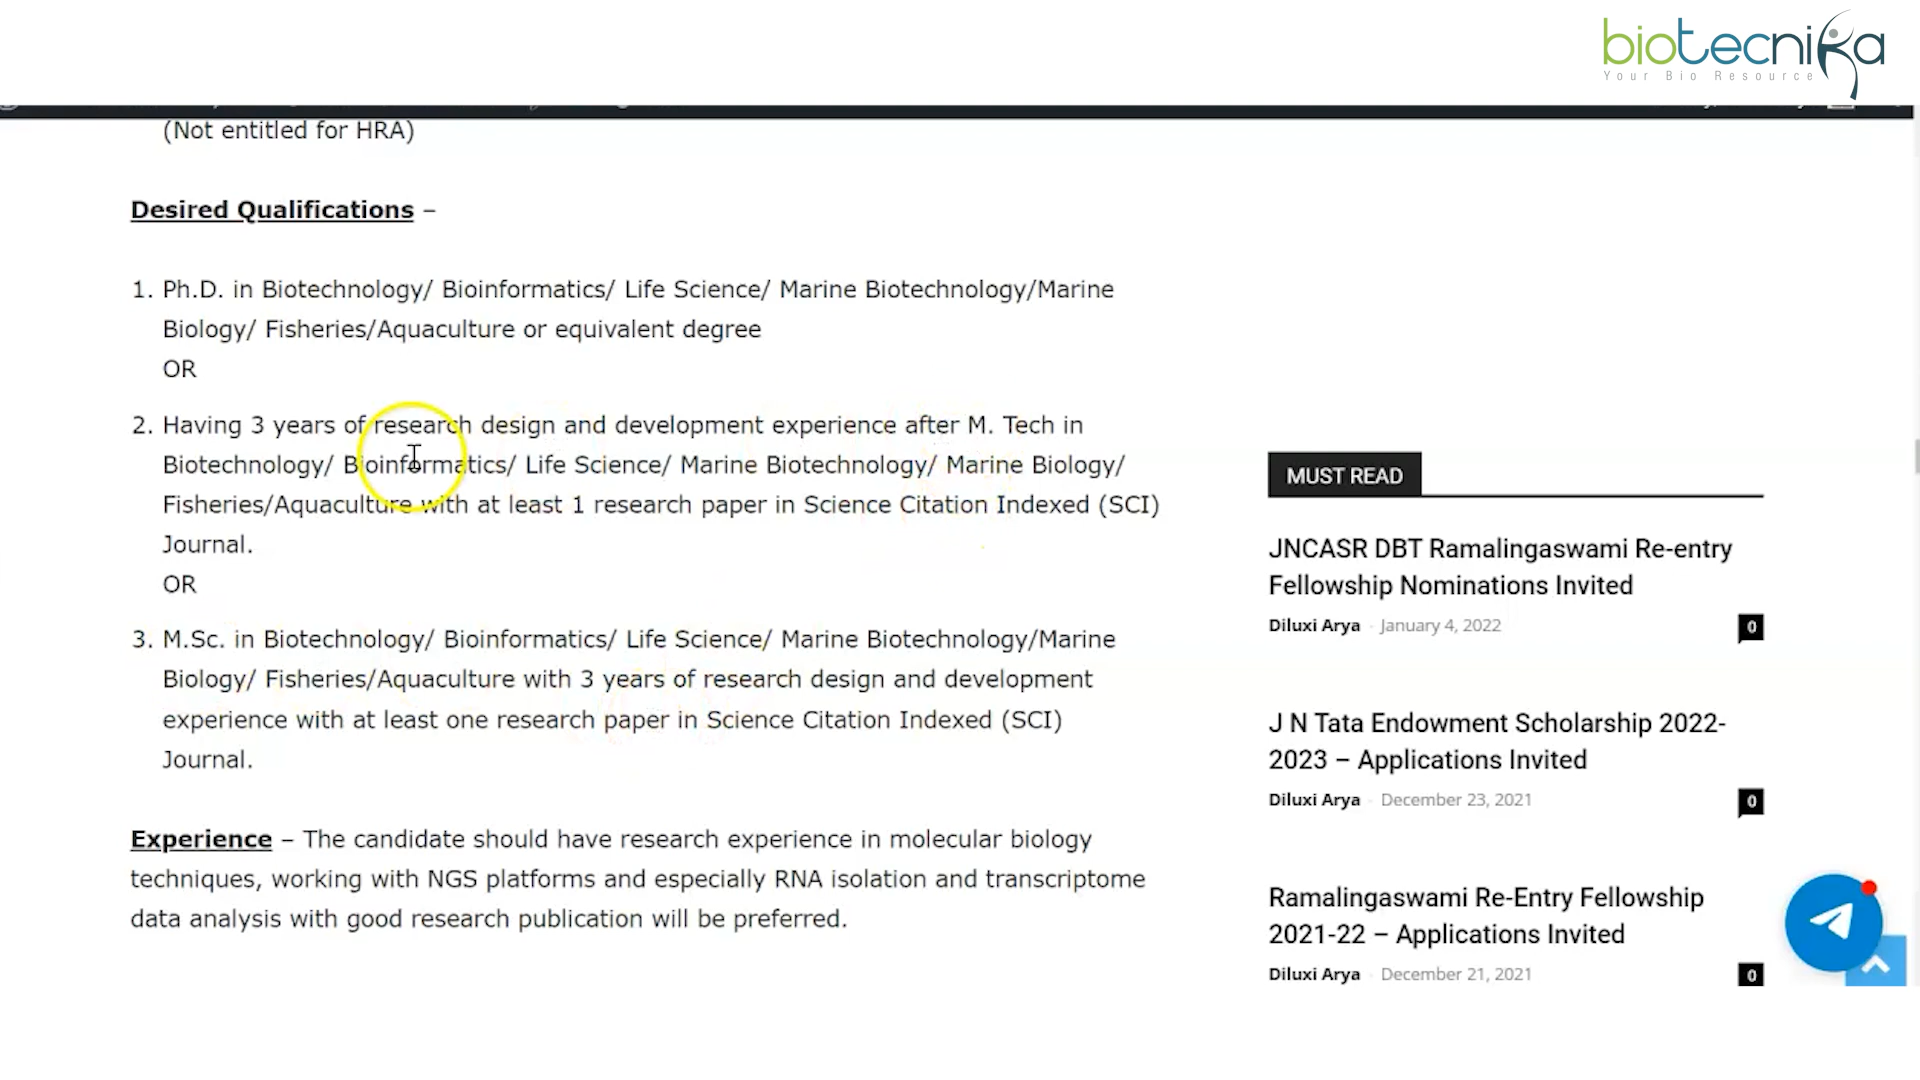 biotecnika
Your Bio Resource
(Not entitled for HRA)
Desired Qualifications –
1. Ph.D. in Biotechnology/ Bioinformatics/ Life Science/ Marine Biotechnology/Marine
Biology/ Fisheries/Aquaculture or equivalent degree
OR
2. Having 3 years of research design and development experience after M. Tech in
Biotechnology/ Bioinformatics/ Life Science/ Marine Biotechnology/ Marine Biology/
Fisheries/Aquaculture with at least 1 research paper in Science Citation Indexed (SCI)
Journal.
OR
3. M.Sc. in Biotechnology/ Bioinformatics/ Life Science/ Marine Biotechnology/Marine
Biology/ Fisheries/Aquaculture with 3 years of research design and development
experience with at least one research paper in Science Citation Indexed (SCI)
Journal.
Experience – The candidate should have research experience in molecular biology
techniques, working with NGS platforms and especially RNA isolation and transcriptome
data analysis with good research publication will be preferred.
MUST READ
JNCASR DBT Ramalingaswami Re-entry
Fellowship Nominations Invited
Diluxi Arya - January 4, 2022
0
J N Tata Endowment Scholarship 2022-
2023 – Applications Invited
Diluxi Arya - December 23, 2021
0
Ramalingaswami Re-Entry Fellowship
2021-22 – Applications Invited
Diluxi Arya - December 21, 2021
0